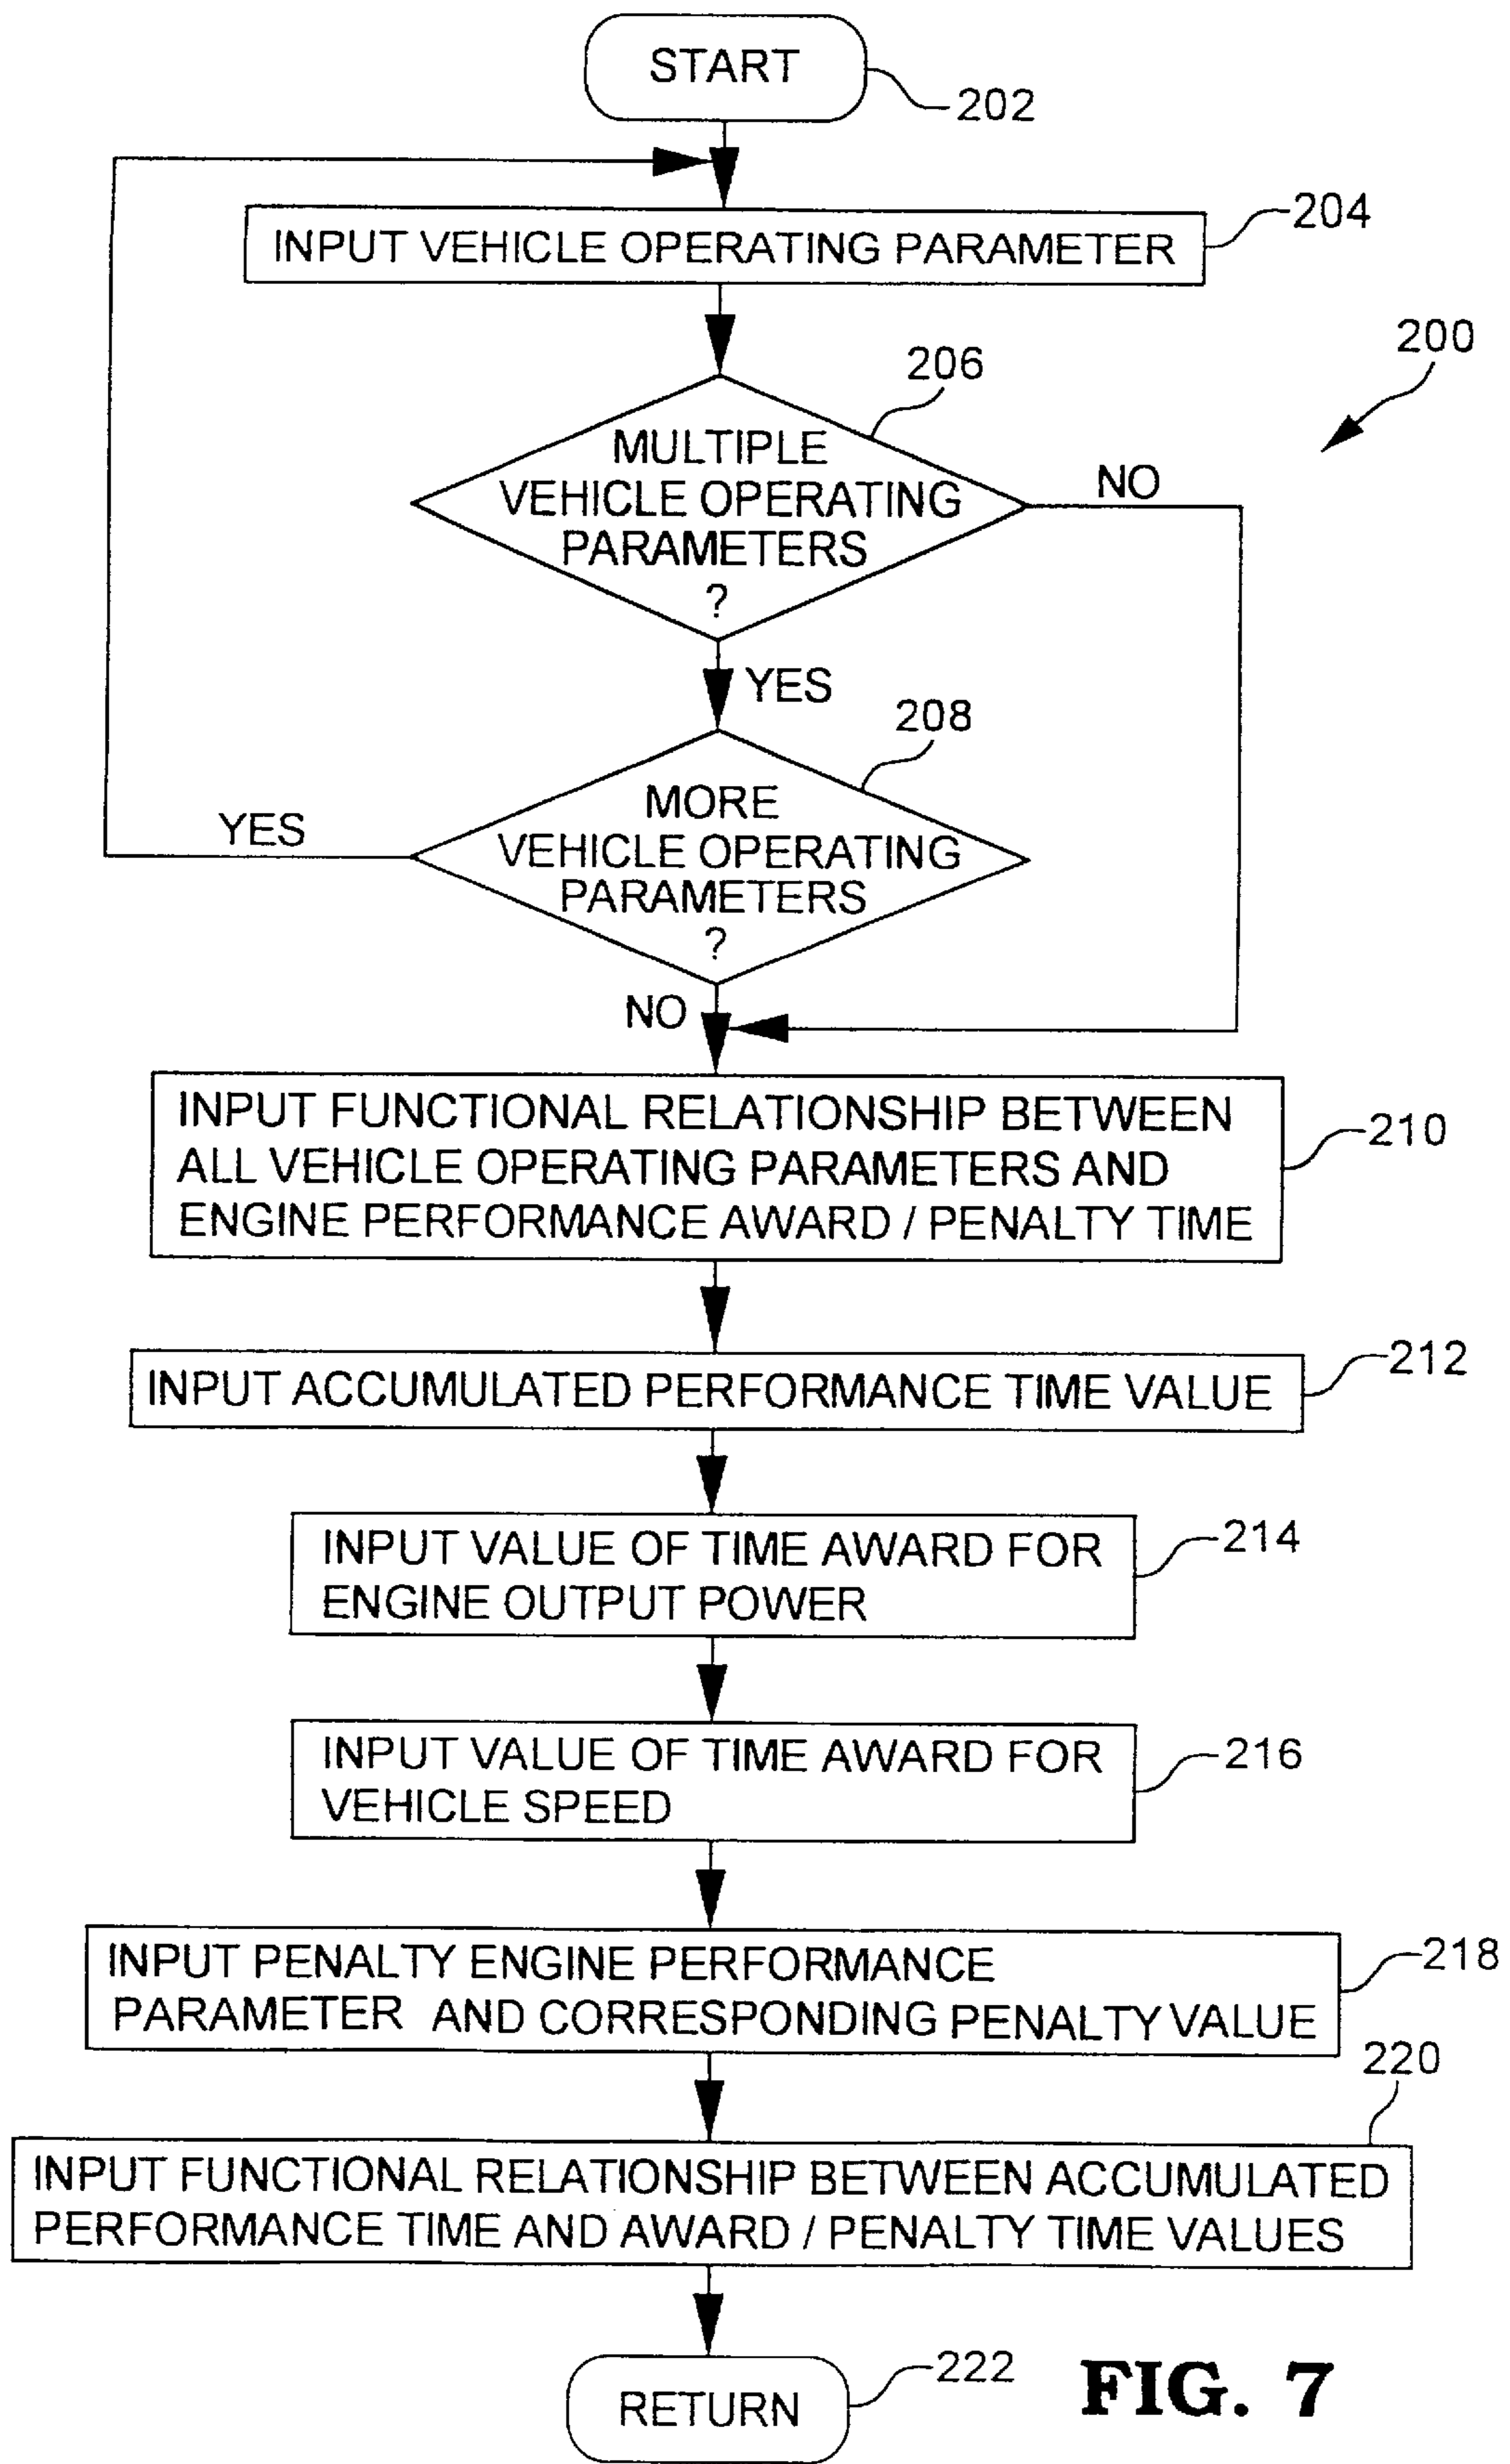 START
202
INPUT VEHICLE OPERATING PARAMETER
204
200
206
MULTIPLE
VEHICLE OPERATING
PARAMETERS
?
NO
YES
208
MORE
VEHICLE OPERATING
PARAMETERS
?
YES
NO
INPUT FUNCTIONAL RELATIONSHIP BETWEEN
ALL VEHICLE OPERATING PARAMETERS AND
ENGINE PERFORMANCE AWARD / PENALTY TIME
210
INPUT ACCUMULATED PERFORMANCE TIME VALUE
212
INPUT VALUE OF TIME AWARD FOR
ENGINE OUTPUT POWER
214
INPUT VALUE OF TIME AWARD FOR
VEHICLE SPEED
216
INPUT PENALTY ENGINE PERFORMANCE
PARAMETER AND CORRESPONDING PENALTY VALUE
218
220
INPUT FUNCTIONAL RELATIONSHIP BETWEEN ACCUMULATED
PERFORMANCE TIME AND AWARD / PENALTY TIME VALUES
RETURN
222
FIG. 7